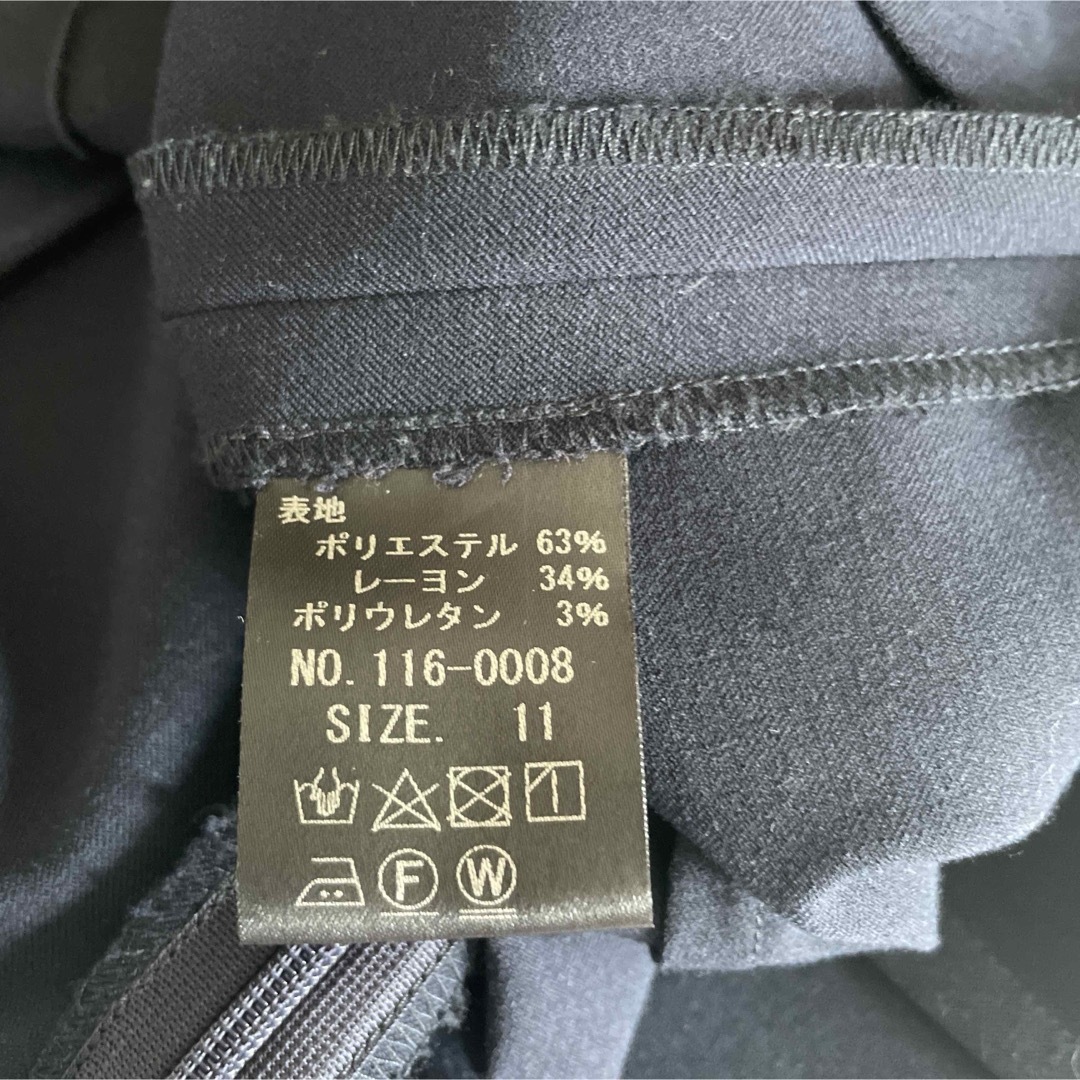 表地
ポリエステル 63%
レーヨン 34%
ポリウレタン 3%
NO. 116-0008
SIZE. 11
F W